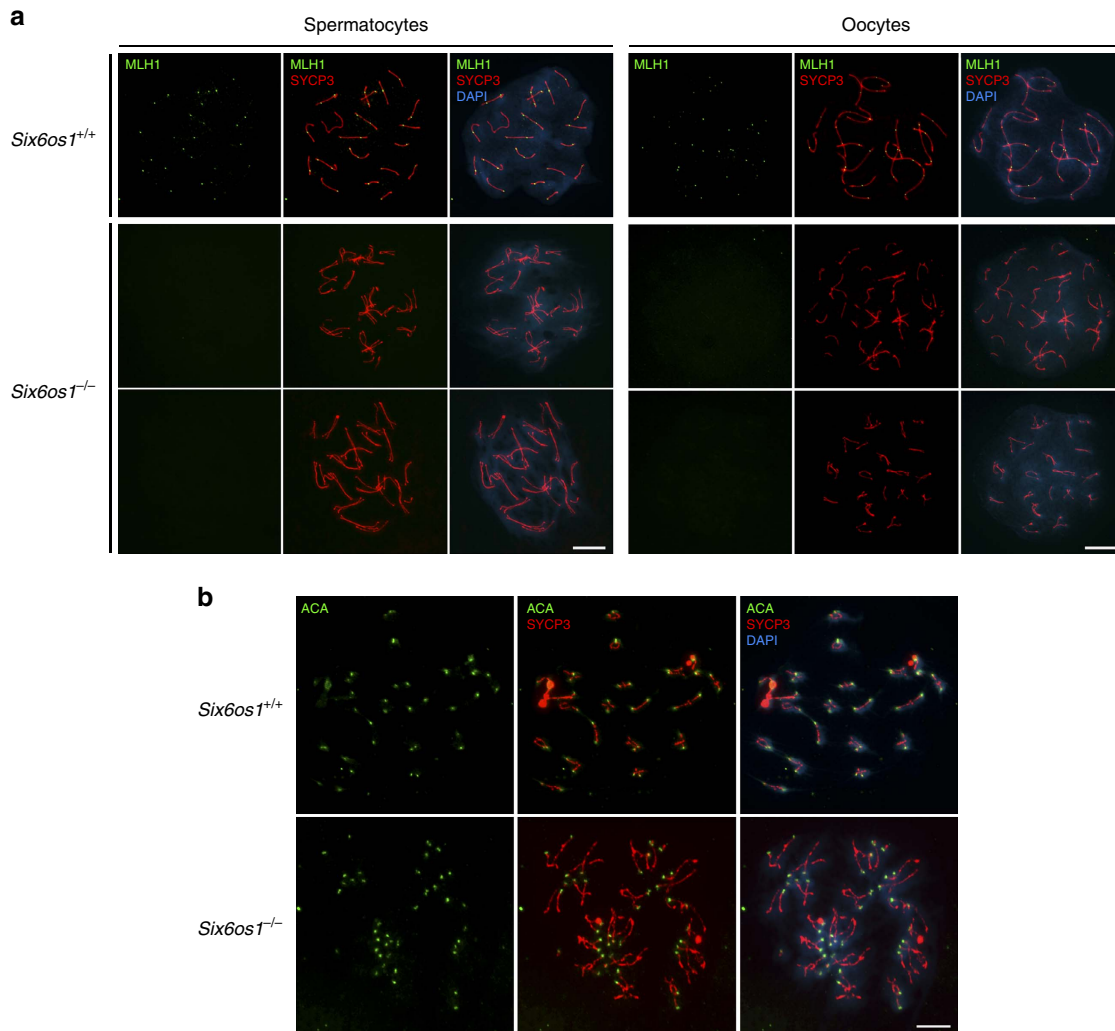 a
Spermatocytes
Oocytes
MLH1
MLH1
SYCP3
MLH1
SYCP3
DAPI
MLH1
MLH1
SYCP3
MLH1
SYCP3
DAPI
Six6os1+/+
Six6os1−/−
b
ACA
ACA
SYCP3
ACA
SYCP3
DAPI
Six6os1+/+
Six6os1−/−